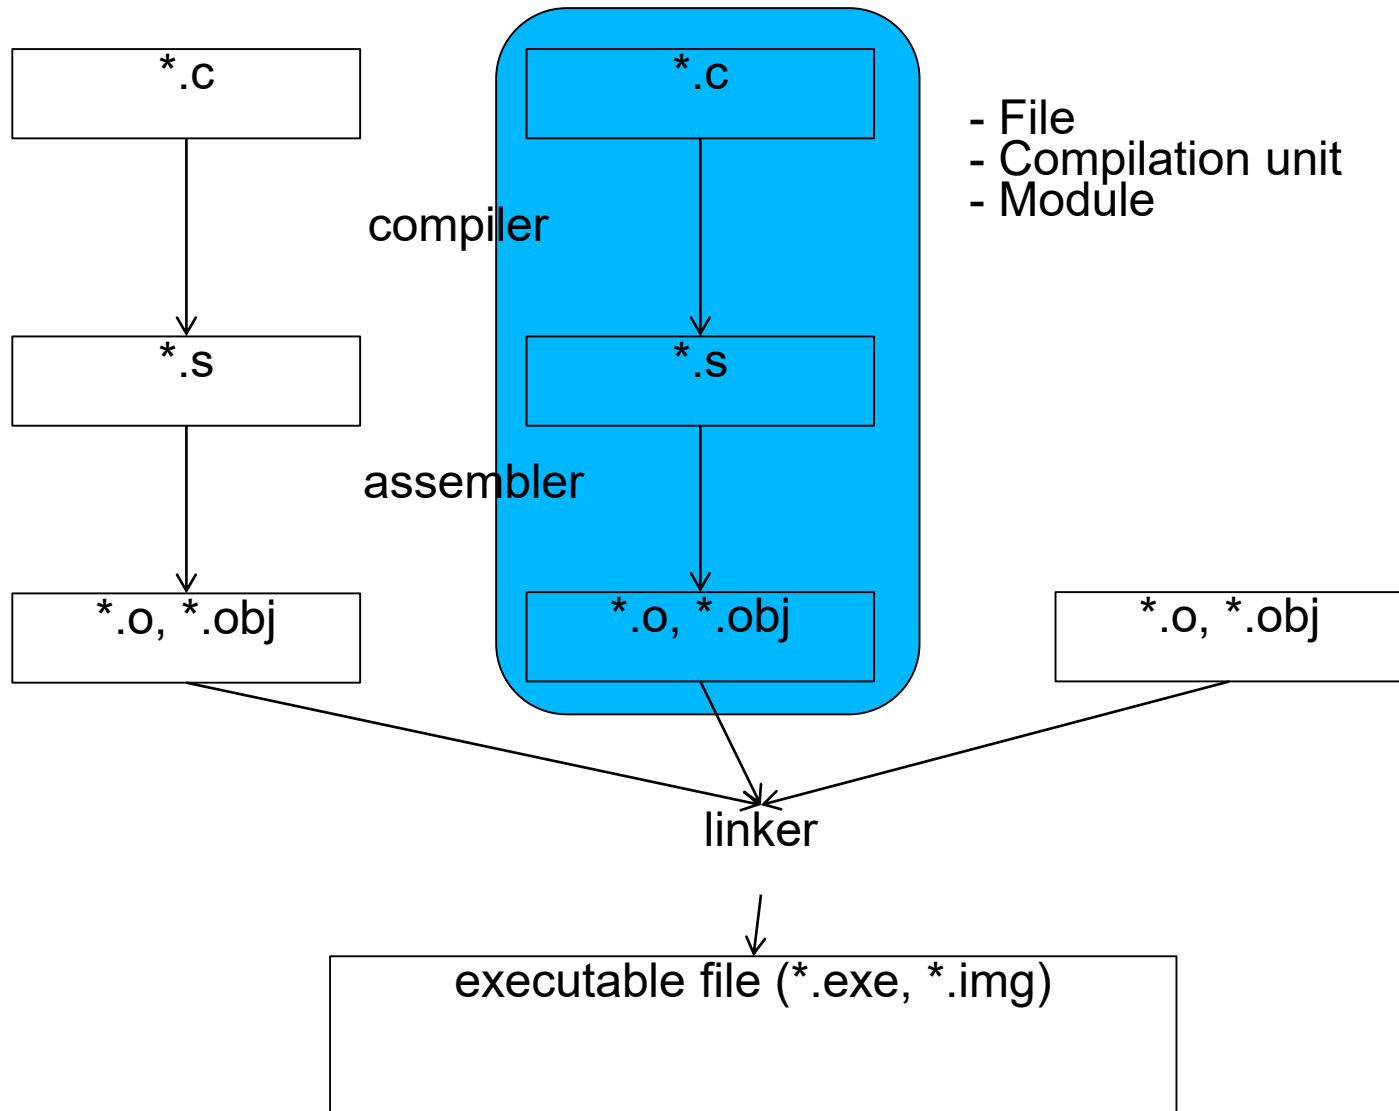 *.c
*.c
- File
- Compilation unit
- Module
compiler
*.s
*.s
assembler
*.o, *.obj
*.o, *.obj
*.o, *.obj
linker
executable file (*.exe, *.img)